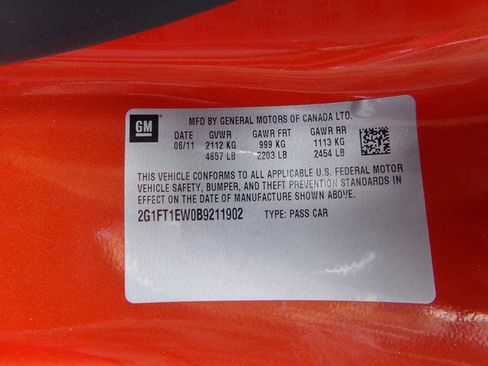 GM
MFD BY GENERAL MOTORS OF CANADA LTD.
DATE GVWR GAWR FRT GAWR RR
06/11 2112 KG 999 KG 1113 KG
4657 LB 2203 LB 2454 LB
THIS VEHICLE CONFORMS TO ALL APPLICABLE U.S. FEDERAL MOTOR
VEHICLE SAFETY, BUMPER, AND THEFT PREVENTION STANDARDS IN
EFFECT ON THE DATE OF MANUFACTURE SHOWN ABOVE.
2G1FT1EW0B9211902 TYPE: PASS CAR